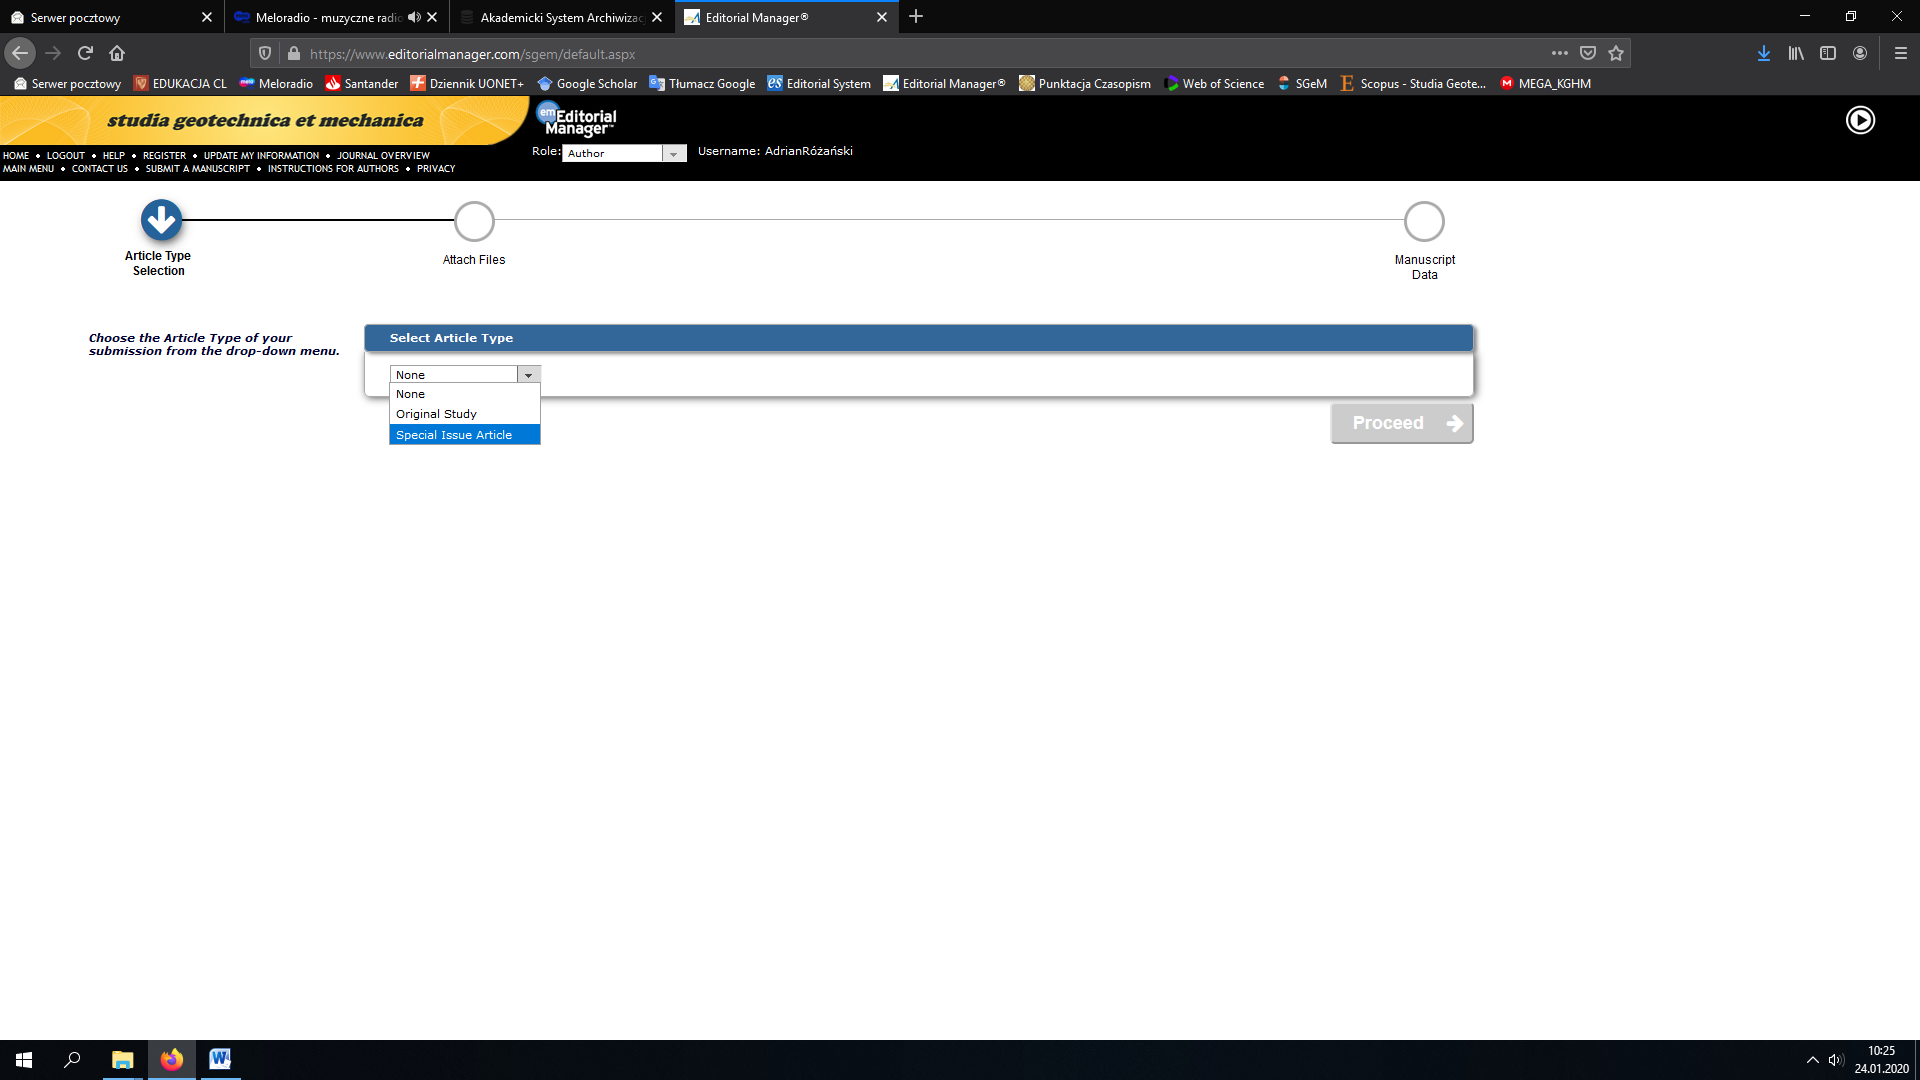 Serwer pocztowy
Meloradio - muzyczne radio
Akademicki System Archiwizac
Editorial Manager®
https://www.editorialmanager.com/sgem/default.aspx
Serwer pocztowy EDUKACJA CL Meloradio Santander Dziennik UONET+ Google Scholar Tłumacz Google Editorial System Editorial Manager® Punktacja Czasopism Web of Science SGeM Scopus - Studia Geote... MEGA_KGHM
studia geotechnica et mechanica
em Editorial
Manager™
Role: Author Username: AdrianRóżański
HOME • LOGOUT • HELP • REGISTER • UPDATE MY INFORMATION • JOURNAL OVERVIEW
MAIN MENU • CONTACT US • SUBMIT A MANUSCRIPT • INSTRUCTIONS FOR AUTHORS • PRIVACY
Article Type
Selection
Attach Files
Manuscript
Data
Choose the Article Type of your
submission from the drop-down menu.
Select Article Type
None
None
Original Study
Special Issue Article
Proceed
10:25
24.01.2020